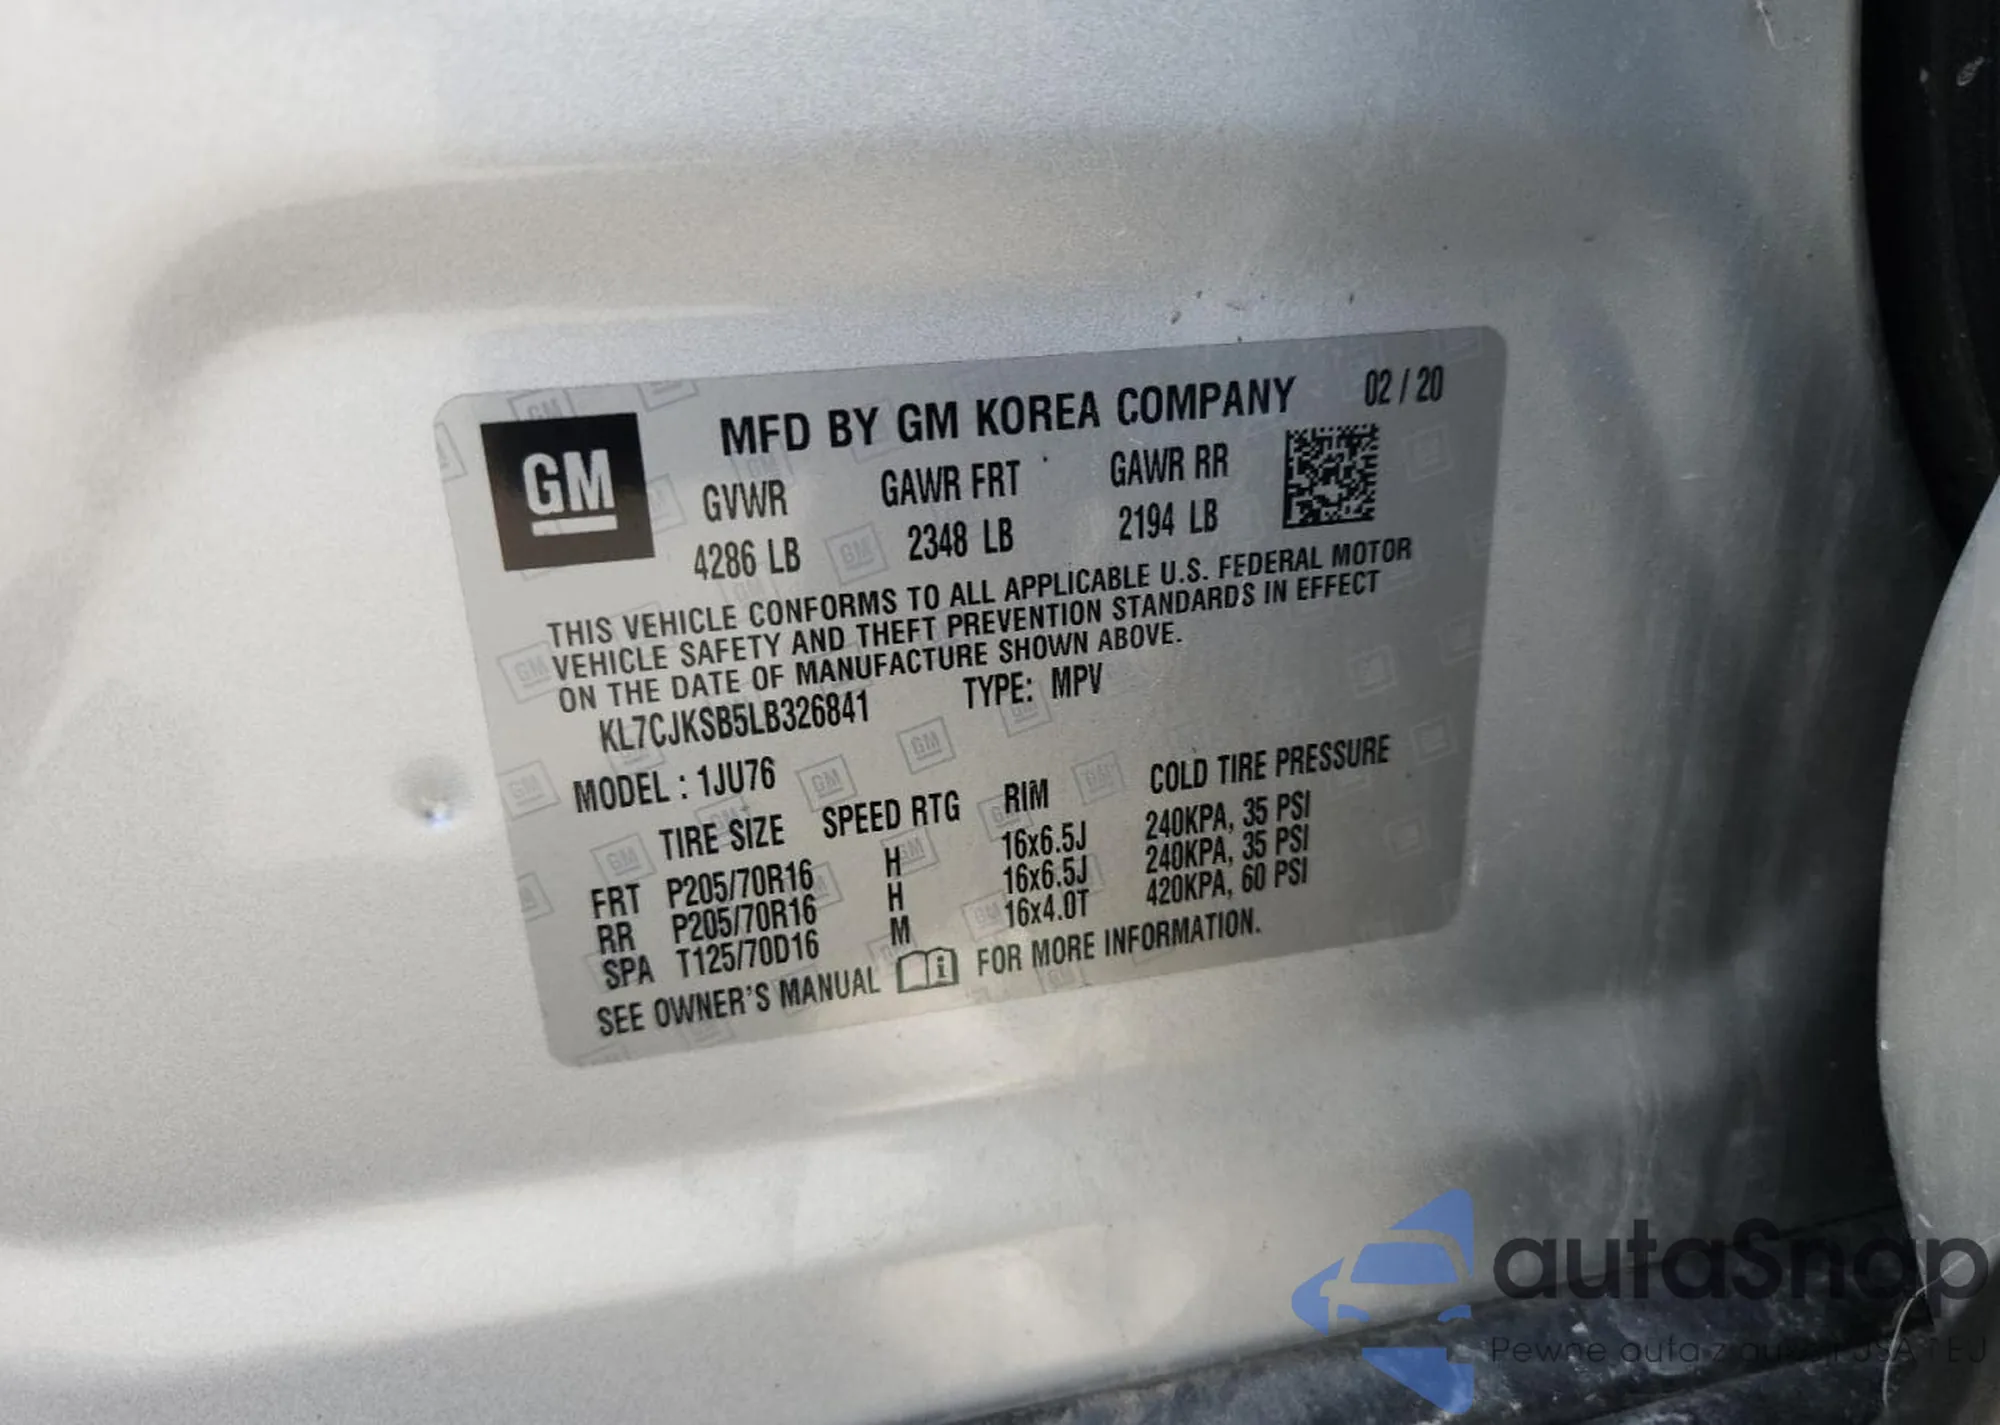 MFD BY GM KOREA COMPANY 02 / 20
GM
GVWR GAWR FRT GAWR RR
4286 LB 2348 LB 2194 LB
THIS VEHICLE CONFORMS TO ALL APPLICABLE U.S. FEDERAL MOTOR
VEHICLE SAFETY AND THEFT PREVENTION STANDARDS IN EFFECT
ON THE DATE OF MANUFACTURE SHOWN ABOVE.
KL7CJKSB5LB326841 TYPE: MPV
MODEL : 1JU76
TIRE SIZE SPEED RTG RIM COLD TIRE PRESSURE
FRT P205/70R16 H 16x6.5J 240KPA, 35 PSI
RR P205/70R16 H 16x6.5J 240KPA, 35 PSI
SPA T125/70D16 M 16x4.0T 420KPA, 60 PSI
SEE OWNER'S MANUAL FOR MORE INFORMATION.
autaSnap
Pewne auta z